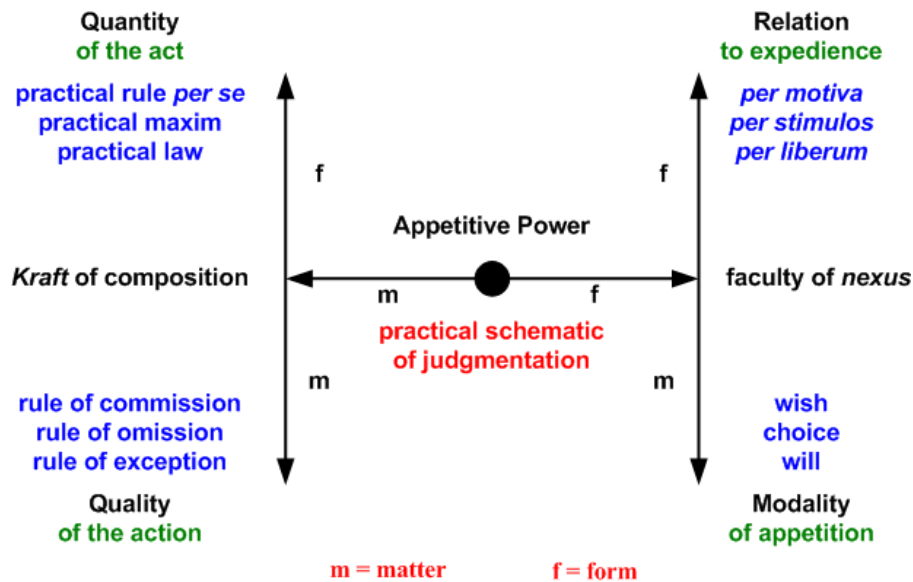 Quantity
of the act
practical rule per se
practical maxim
practical law
Relation
to expedience
per motiva
per stimulos
per liberum
f
f
Appetitive Power
Kraft of composition
faculty of nexus
m
f
practical schematic
of judgmentation
m
m
rule of commission
rule of omission
rule of exception
Quality
of the action
wish
choice
will
Modality
of appetition
m = matter
f = form